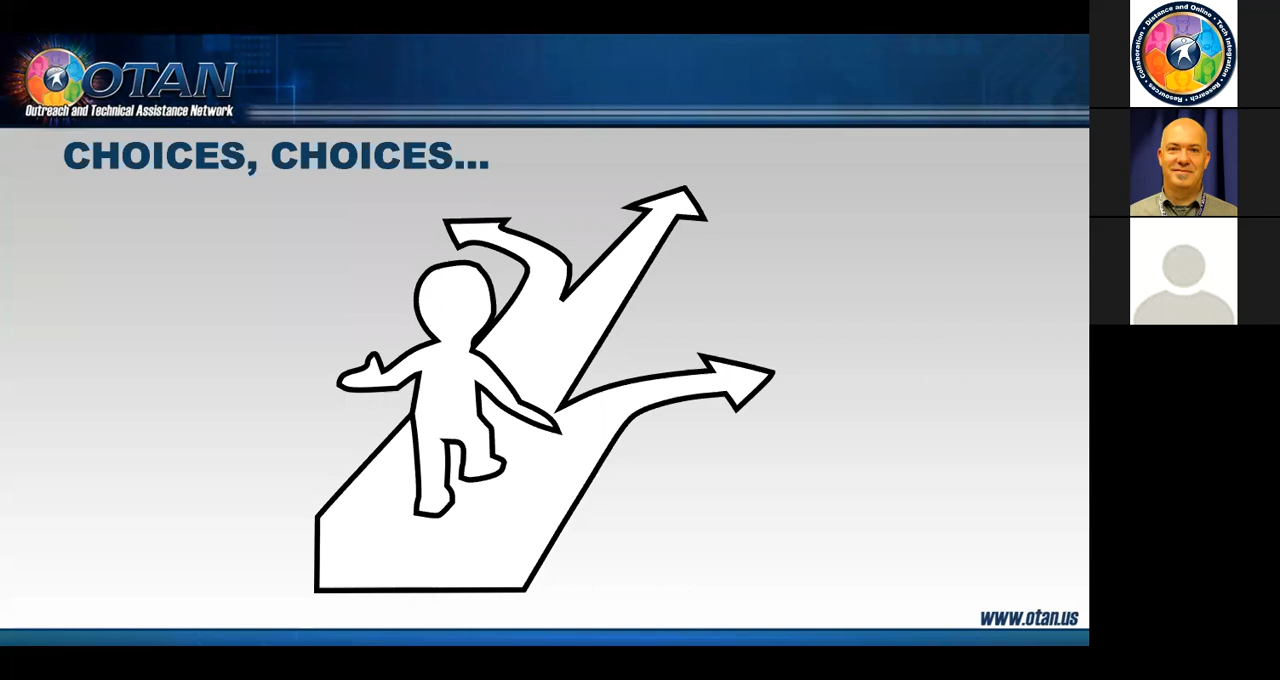 OTAN
Outreach and Technical Assistance Network
CHOICES, CHOICES...
www.otan.us
Collaboration • Distance and Online • Tech Integration • Research • Resources •